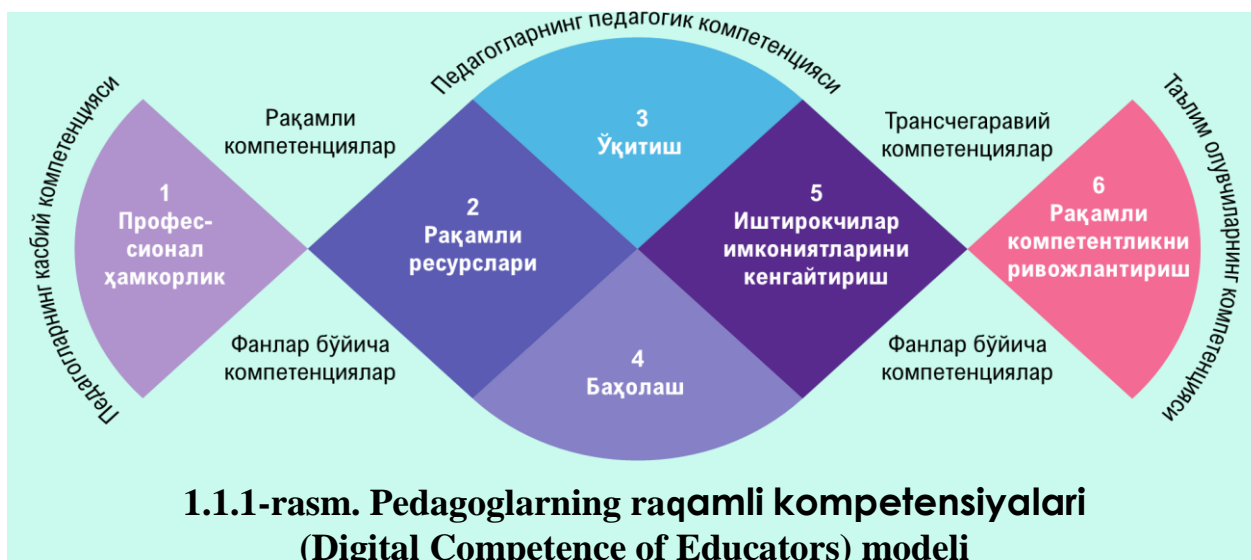 Педагогларнинг касбий компетенцияси
Педагогларнинг педагогик компетенцияси
Таълим олувчиларнинг компетенцияси
Рақамли
компетенциялар
Трансчегаравий
компетенциялар
1
Профес-
сионал
ҳамкорлик
2
Рақамли
ресурслари
3
Ўқитиш
4
Баҳолаш
5
Иштирокчилар
имкониятларини
кенгайтириш
6
Рақамли
компетентликни
ривожлантириш
Фанлар бўйича
компетенциялар
Фанлар бўйича
компетенциялар
1.1.1-rasm. Pedagoglarning raqamli kompetensiyalari
(Digital Competence of Educators) modeli